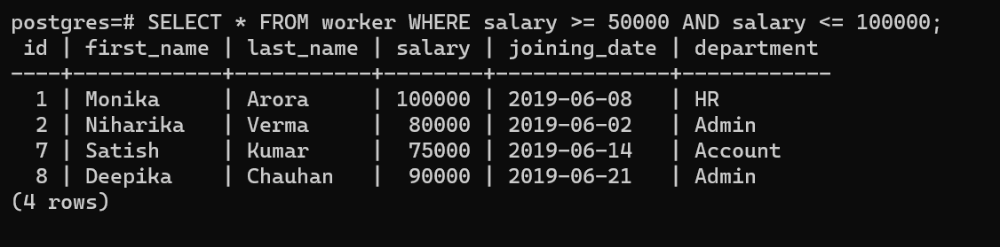 postgres=# SELECT * FROM worker WHERE salary >= 50000 AND salary <= 100000;
 id | first_name | last_name | salary | joining_date | department
----+------------+-----------+--------+--------------+------------
  1 | Monika     | Arora     | 100000 | 2019-06-08   | HR
  2 | Niharika   | Verma     |  80000 | 2019-06-02   | Admin
  7 | Satish     | Kumar     |  75000 | 2019-06-14   | Account
  8 | Deepika    | Chauhan   |  90000 | 2019-06-21   | Admin
(4 rows)